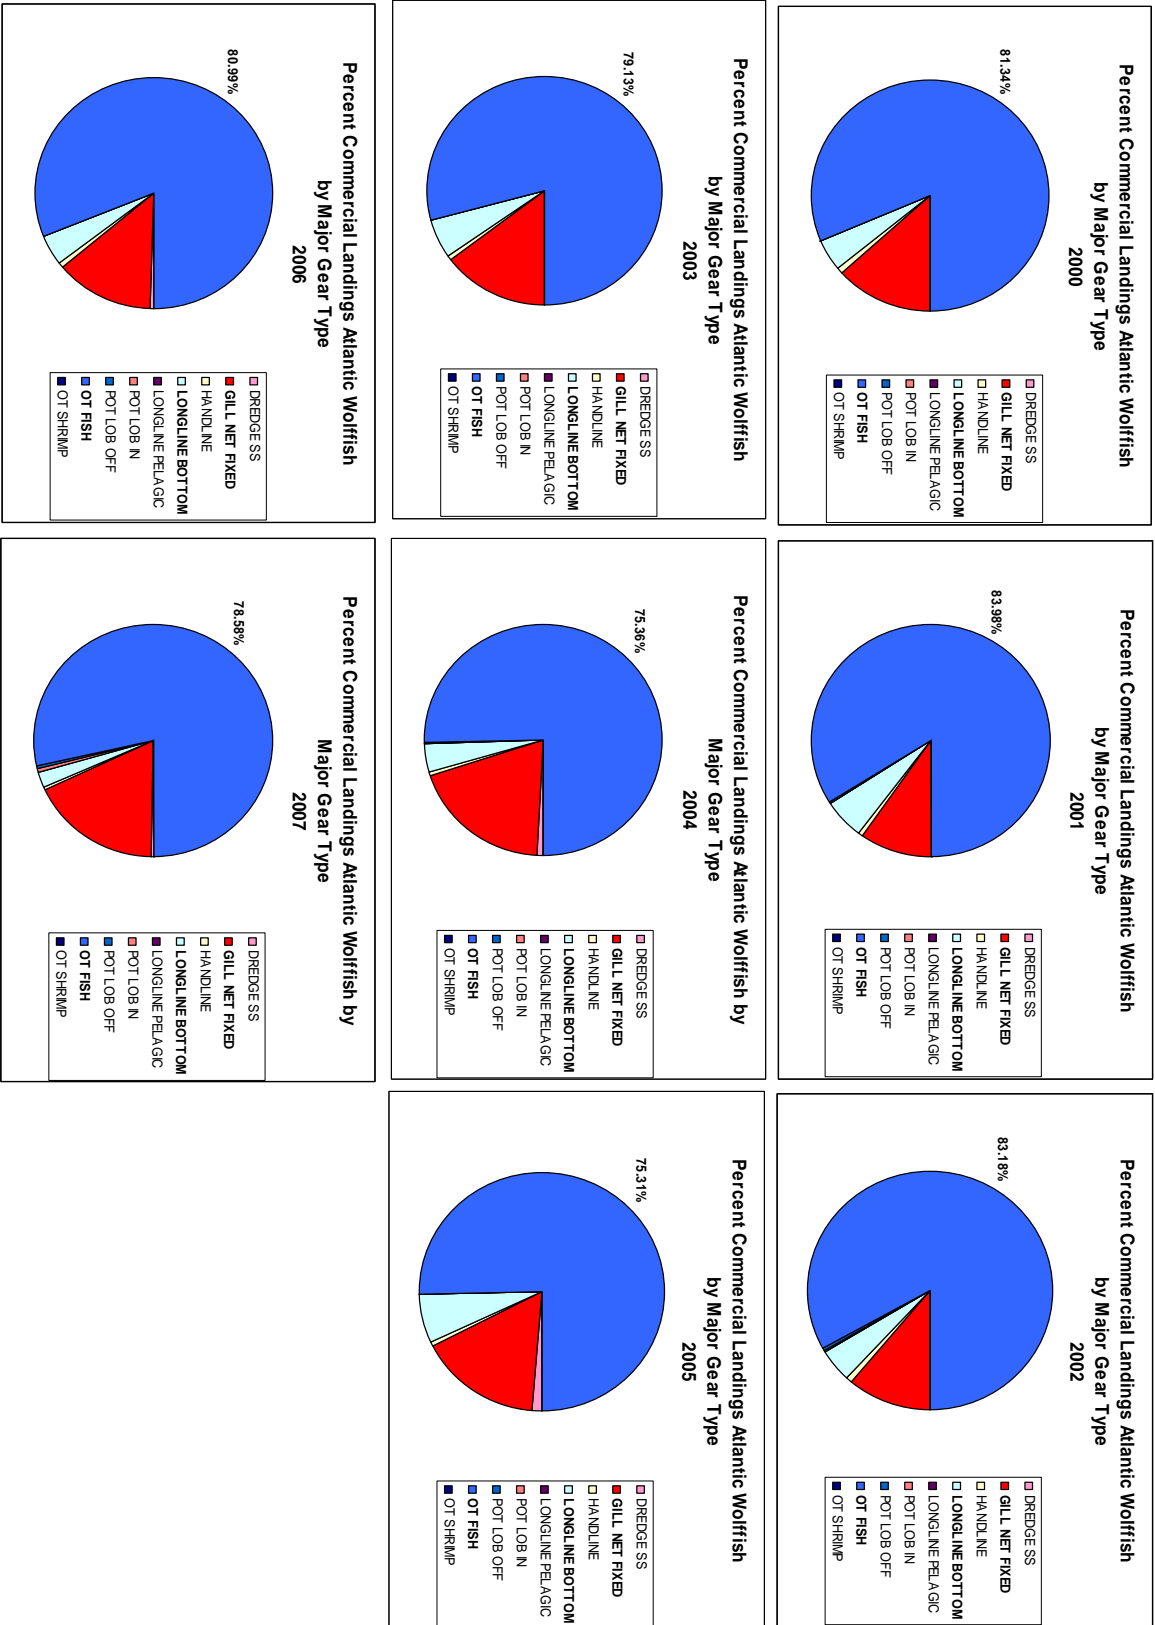 Percent Commercial Landings Atlantic Wolffish
by Major Gear Type
2000
81.34%
DREDGE SS
GILL NET FIXED
HANDLINE
LONGLINE BOTTOM
LONGLINE PELAGIC
POT LOB IN
POT LOB OFF
OT FISH
OT SHRIMP
Percent Commercial Landings Atlantic Wolffish
by Major Gear Type
2001
83.98%
DREDGE SS
GILL NET FIXED
HANDLINE
LONGLINE BOTTOM
LONGLINE PELAGIC
POT LOB IN
POT LOB OFF
OT FISH
OT SHRIMP
Percent Commercial Landings Atlantic Wolffish
by Major Gear Type
2002
83.18%
DREDGE SS
GILL NET FIXED
HANDLINE
LONGLINE BOTTOM
LONGLINE PELAGIC
POT LOB IN
POT LOB OFF
OT FISH
OT SHRIMP
Percent Commercial Landings Atlantic Wolffish
by Major Gear Type
2003
79.13%
DREDGE SS
GILL NET FIXED
HANDLINE
LONGLINE BOTTOM
LONGLINE PELAGIC
POT LOB IN
POT LOB OFF
OT FISH
OT SHRIMP
Percent Commercial Landings Atlantic Wolffish by
Major Gear Type
2004
75.36%
DREDGE SS
GILL NET FIXED
HANDLINE
LONGLINE BOTTOM
LONGLINE PELAGIC
POT LOB IN
POT LOB OFF
OT FISH
OT SHRIMP
Percent Commercial Landings Atlantic Wolffish
by Major Gear Type
2005
75.31%
DREDGE SS
GILL NET FIXED
HANDLINE
LONGLINE BOTTOM
LONGLINE PELAGIC
POT LOB IN
POT LOB OFF
OT FISH
OT SHRIMP
Percent Commercial Landings Atlantic Wolffish
by Major Gear Type
2006
80.99%
DREDGE SS
GILL NET FIXED
HANDLINE
LONGLINE BOTTOM
LONGLINE PELAGIC
POT LOB IN
POT LOB OFF
OT FISH
OT SHRIMP
Percent Commercial Landings Atlantic Wolffish by
Major Gear Type
2007
78.58%
DREDGE SS
GILL NET FIXED
HANDLINE
LONGLINE BOTTOM
LONGLINE PELAGIC
POT LOB IN
POT LOB OFF
OT FISH
OT SHRIMP